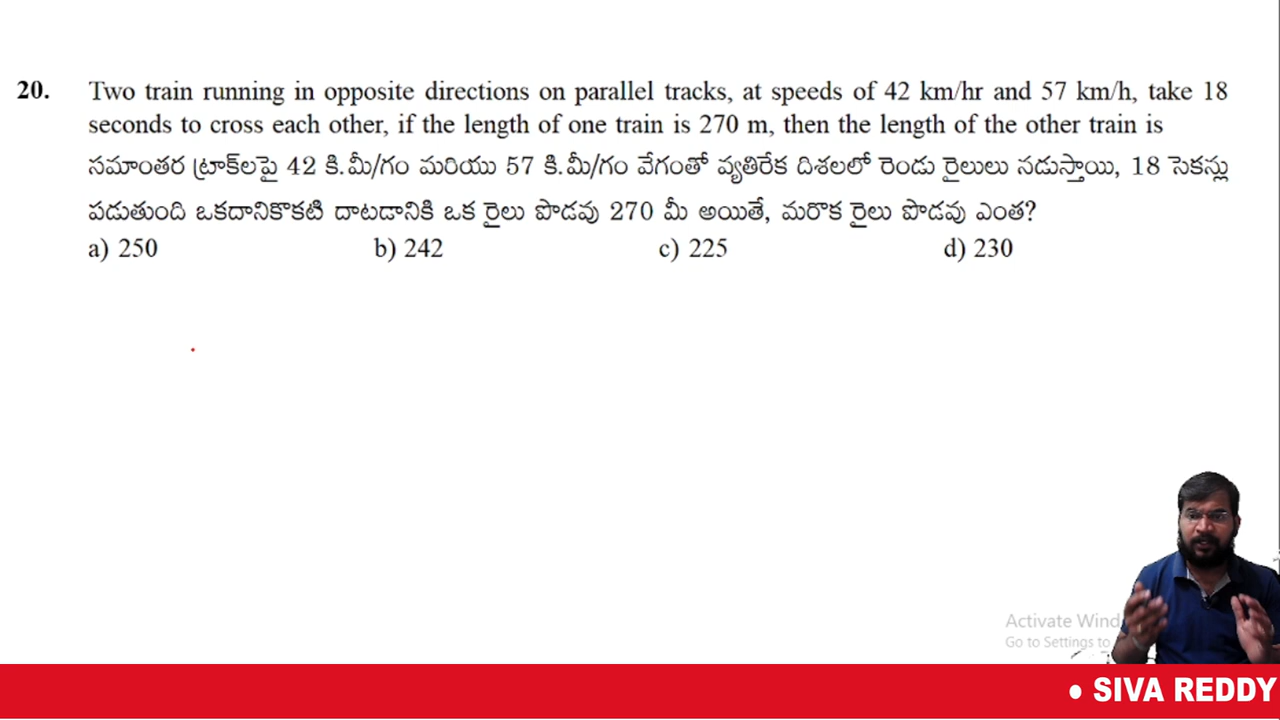 20. Two train running in opposite directions on parallel tracks, at speeds of 42 km/hr and 57 km/h, take 18
seconds to cross each other, if the length of one train is 270 m, then the length of the other train is
సమాంతర ట్రాక్‌లపై 42 కి.మీ/గం మరియు 57 కి.మీ/గం వేగంతో వ్యతిరేక దిశలలో రెండు రైలులు నడుస్తాయి, 18 సెకన్లు
పడుతుంది ఒకదానికొకటి దాటడానికి ఒక రైలు పొడవు 270 మీ అయితే, మరొక రైలు పొడవు ఎంత?
a) 250 b) 242 c) 225 d) 230
Activate Wind
Go to Settings to
• SIVA REDDY